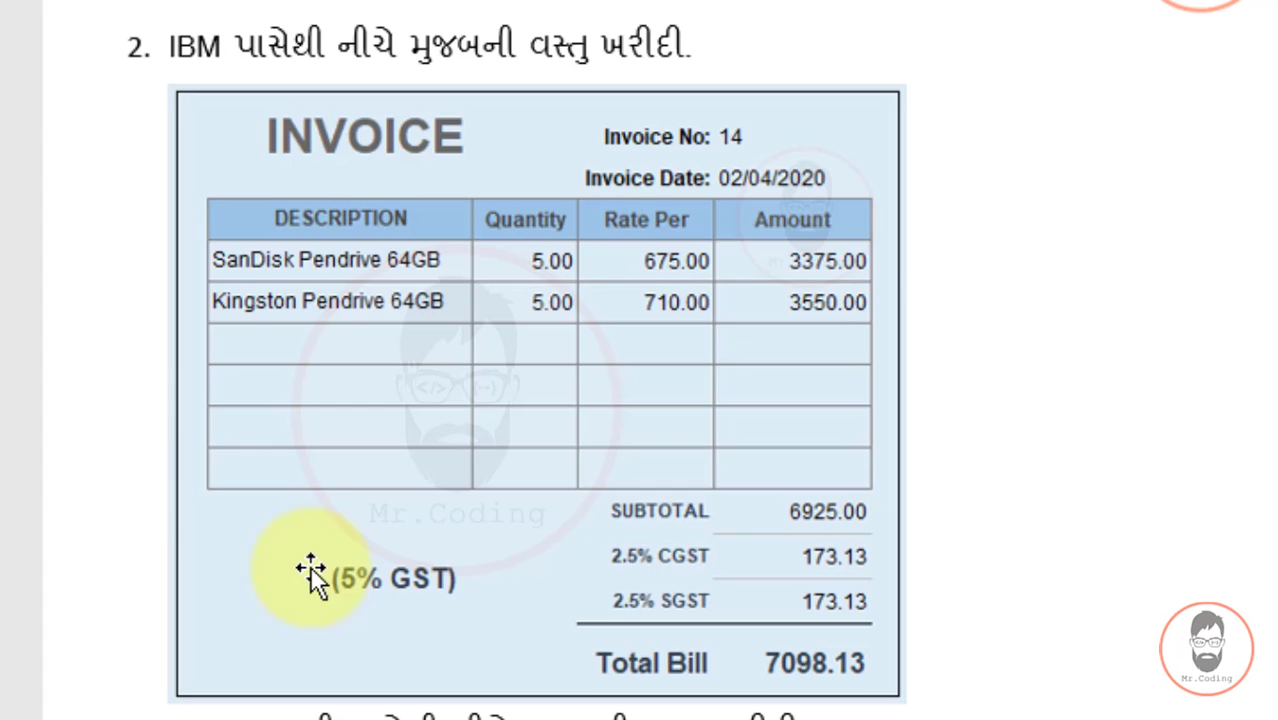 2. IBM પાસેથી નીચે મુજબની વસ્તુ ખરીદી.
INVOICE
Invoice No: 14
Invoice Date: 02/04/2020
DESCRIPTION Quantity Rate Per Amount
SanDisk Pendrive 64GB 5.00 675.00 3375.00
Kingston Pendrive 64GB 5.00 710.00 3550.00
Mr.Coding
SUBTOTAL 6925.00
2.5% CGST 173.13
(5% GST)
2.5% SGST 173.13
Total Bill 7098.13
Mr.Coding